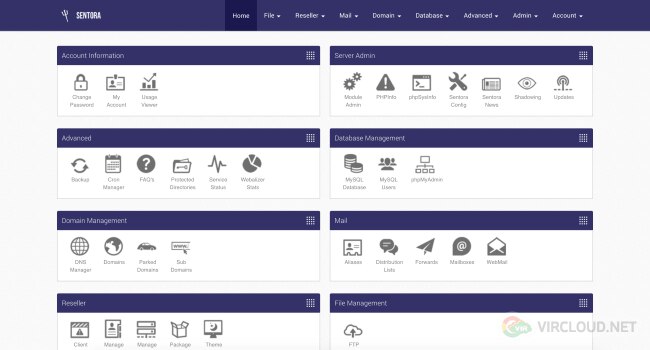 SENTORA
Home File Reseller Mail Domain Database Advanced Admin Account
Account Information
Change Password
My Account
Usage Viewer
Server Admin
Module Admin
PHPInfo
phpSysInfo
Sentora Config
Sentora News
Shadowing
Updates
Advanced
Backup
Cron Manager
FAQ's
Protected Directories
Service Status
Webalizer Stats
Database Management
MySQL Database
MySQL Users
phpMyAdmin
Domain Management
DNS Manager
Domains
Parked Domains
WWW.
Sub Domains
Mail
Aliases
Distribution Lists
Forwards
Mailboxes
WebMail
Reseller
Client
Manage
Manage
Package
Theme
File Management
FTP
VIRCLOUD.NET